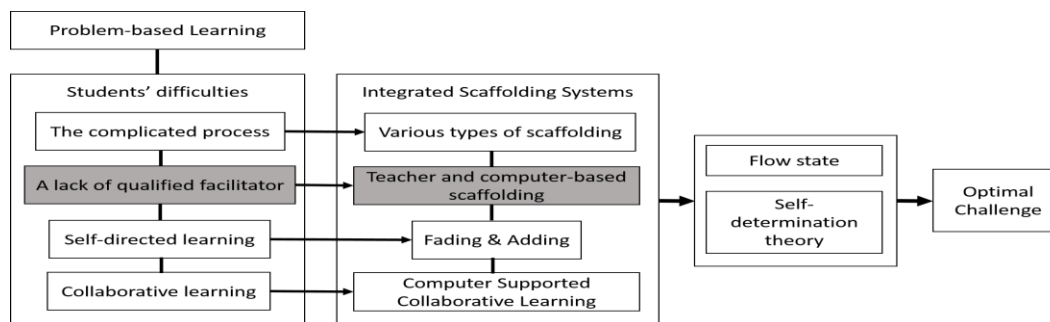 Problem-based Learning
Students’ difficulties
The complicated process
A lack of qualified facilitator
Self-directed learning
Collaborative learning
Integrated Scaffolding Systems
Various types of scaffolding
Teacher and computer-based
scaffolding
Fading & Adding
Computer Supported
Collaborative Learning
Flow state
Self-
determination
theory
Optimal
Challenge